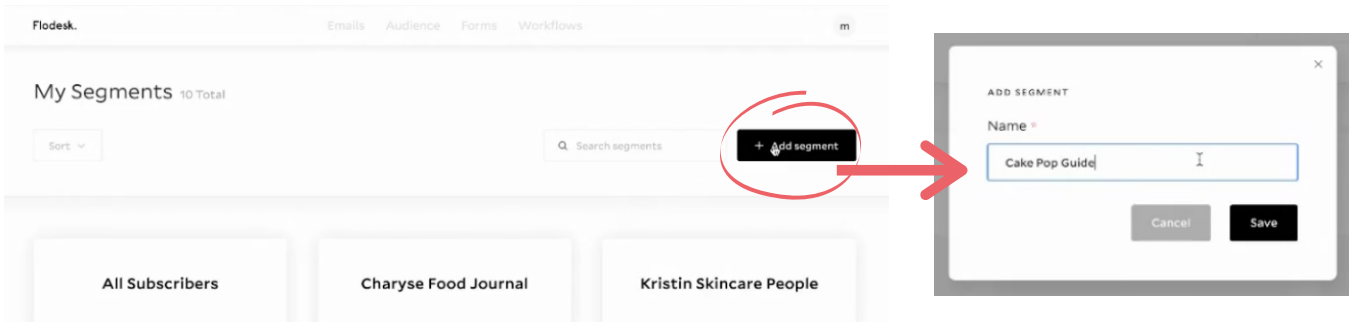 Flodesk.
Emails Audience Forms Workflows
m
My Segments 10 Total
Sort
Search segments
+ Add segment
All Subscribers
Charyse Food Journal
Kristin Skincare People
ADD SEGMENT
Name *
Cake Pop Guide
Cancel
Save